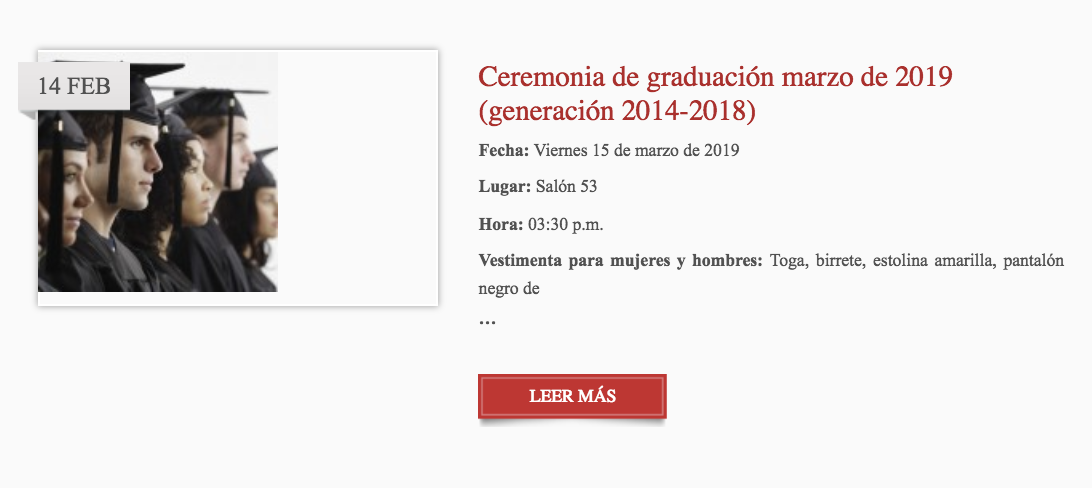 14 FEB
Ceremonia de graduación marzo de 2019
(generación 2014-2018)
Fecha: Viernes 15 de marzo de 2019
Lugar: Salón 53
Hora: 03:30 p.m.
Vestimenta para mujeres y hombres: Toga, birrete, estolina amarilla, pantalón
negro de
...
LEER MÁS